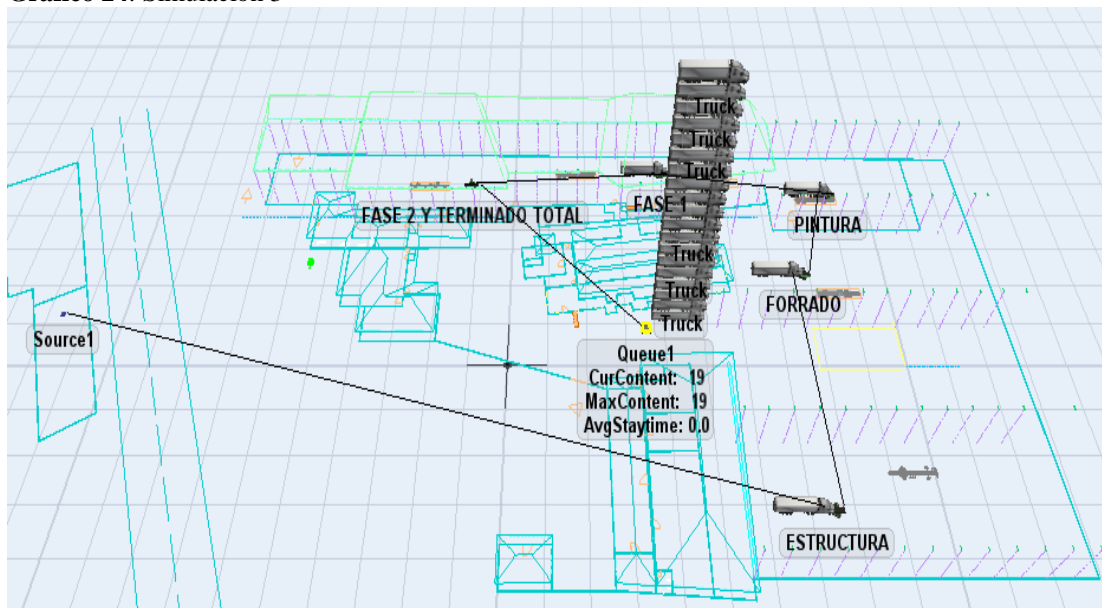 Gráfico 14: Simulación 3
Truck
Truck
Truck
FASE 1
FASE 2 Y TERMINADO TOTAL
PINTURA
Truck
Truck
FORRADO
Truck
Source1
Queue1
CurContent: 19
MaxContent: 19
AvgStaytime: 0.0
ESTRUCTURA